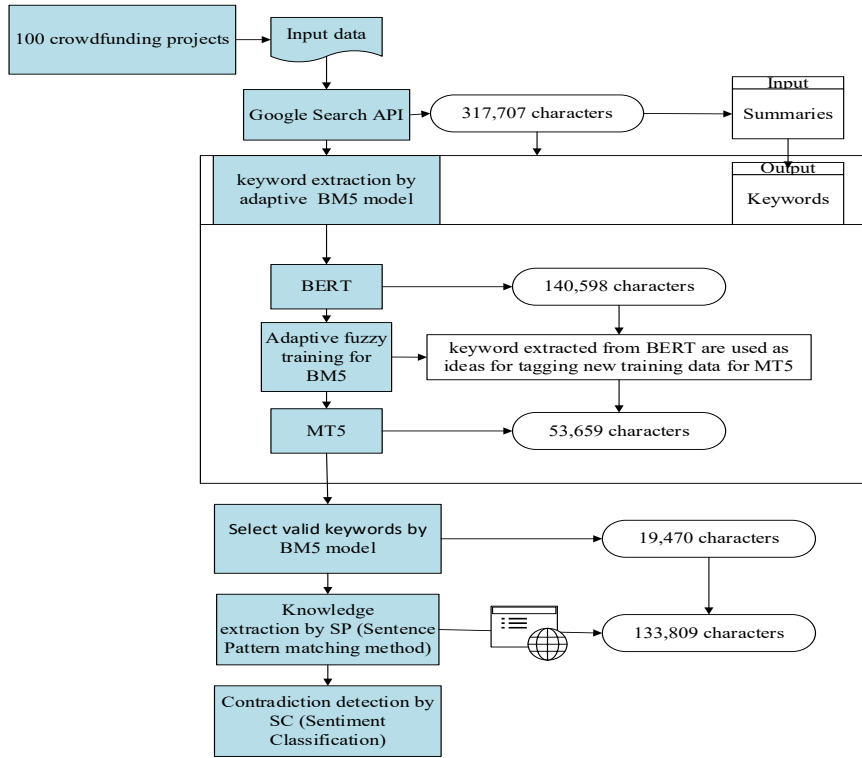 100 crowdfunding projects
Input data
Google Search API
317,707 characters
Input
Summaries
keyword extraction by
adaptive BM5 model
Output
Keywords
BERT
140,598 characters
Adaptive fuzzy
training for
BM5
keyword extracted from BERT are used as
ideas for tagging new training data for MT5
MT5
53,659 characters
Select valid keywords by
BM5 model
19,470 characters
Knowledge
extraction by SP (Sentence
Pattern matching method)
133,809 characters
Contradiction detection by
SC (Sentiment
Classification)